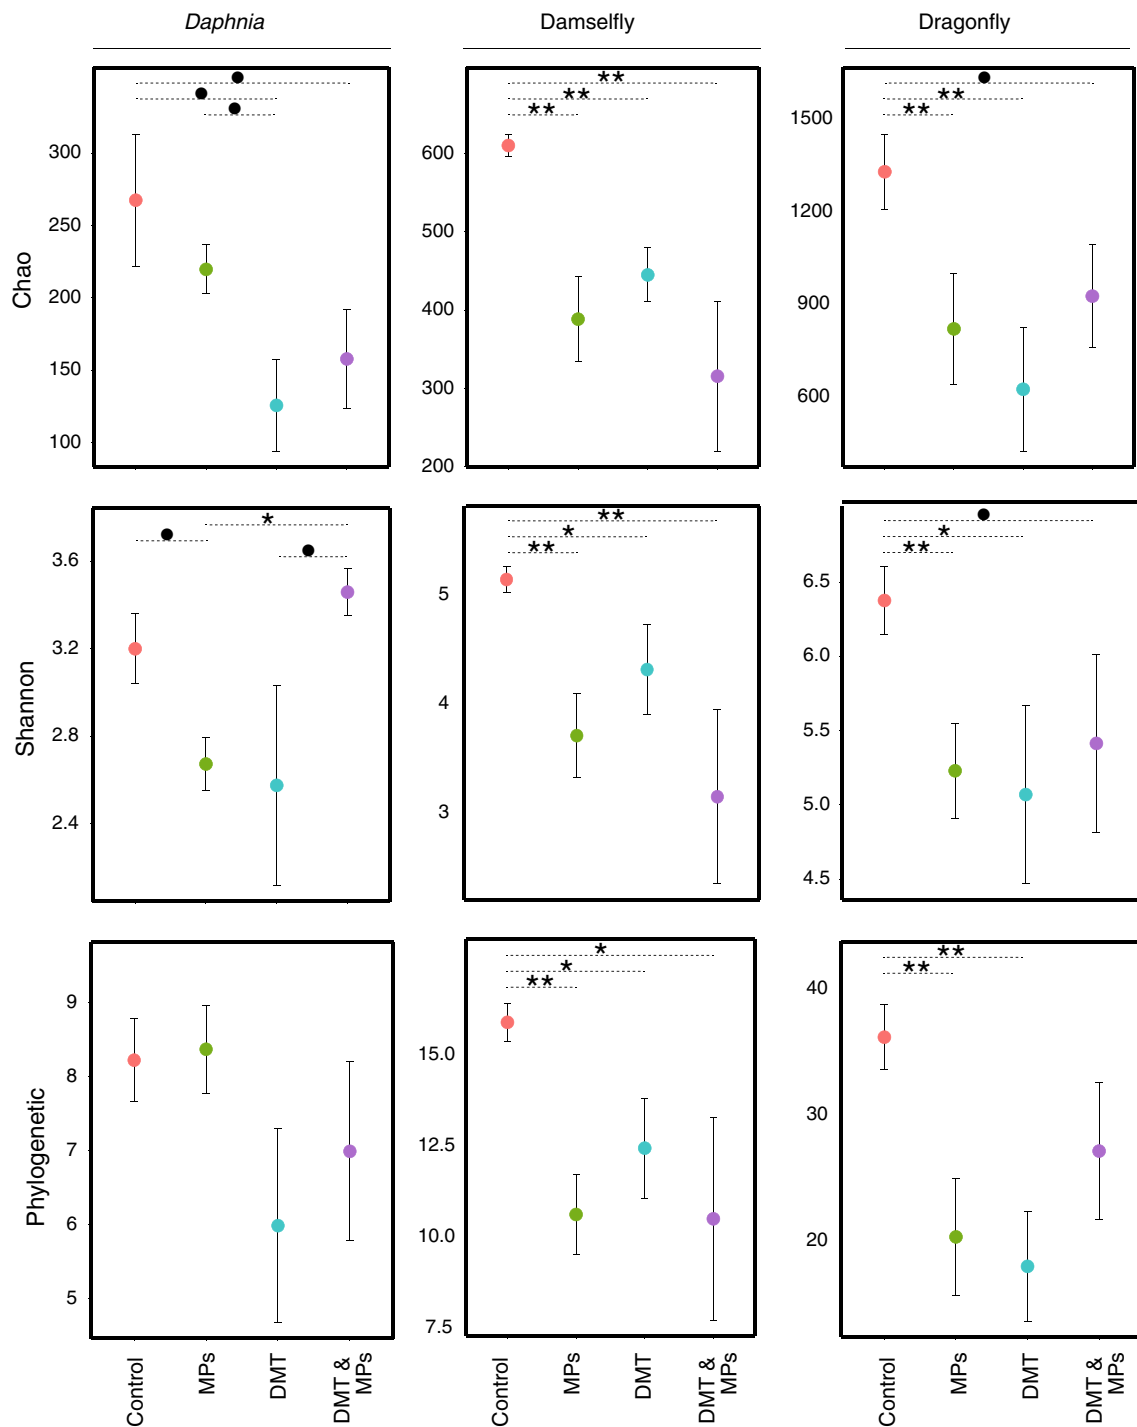 Daphnia Damselfly Dragonfly
Chao
300
250
200
150
100
● ● ●
600
500
400
300
200
** ** **
1500
1200
900
600
● ** **
Shannon
3.6
3.2
2.8
2.4
* ● ●
5
4
3
** * **
6.5
6.0
5.5
5.0
4.5
● * **
Phylogenetic
9
8
7
6
5
15.0
12.5
10.0
7.5
* * **
40
30
20
** **
Control MPs DMT DMT & MPs
Control MPs DMT DMT & MPs
Control MPs DMT DMT & MPs